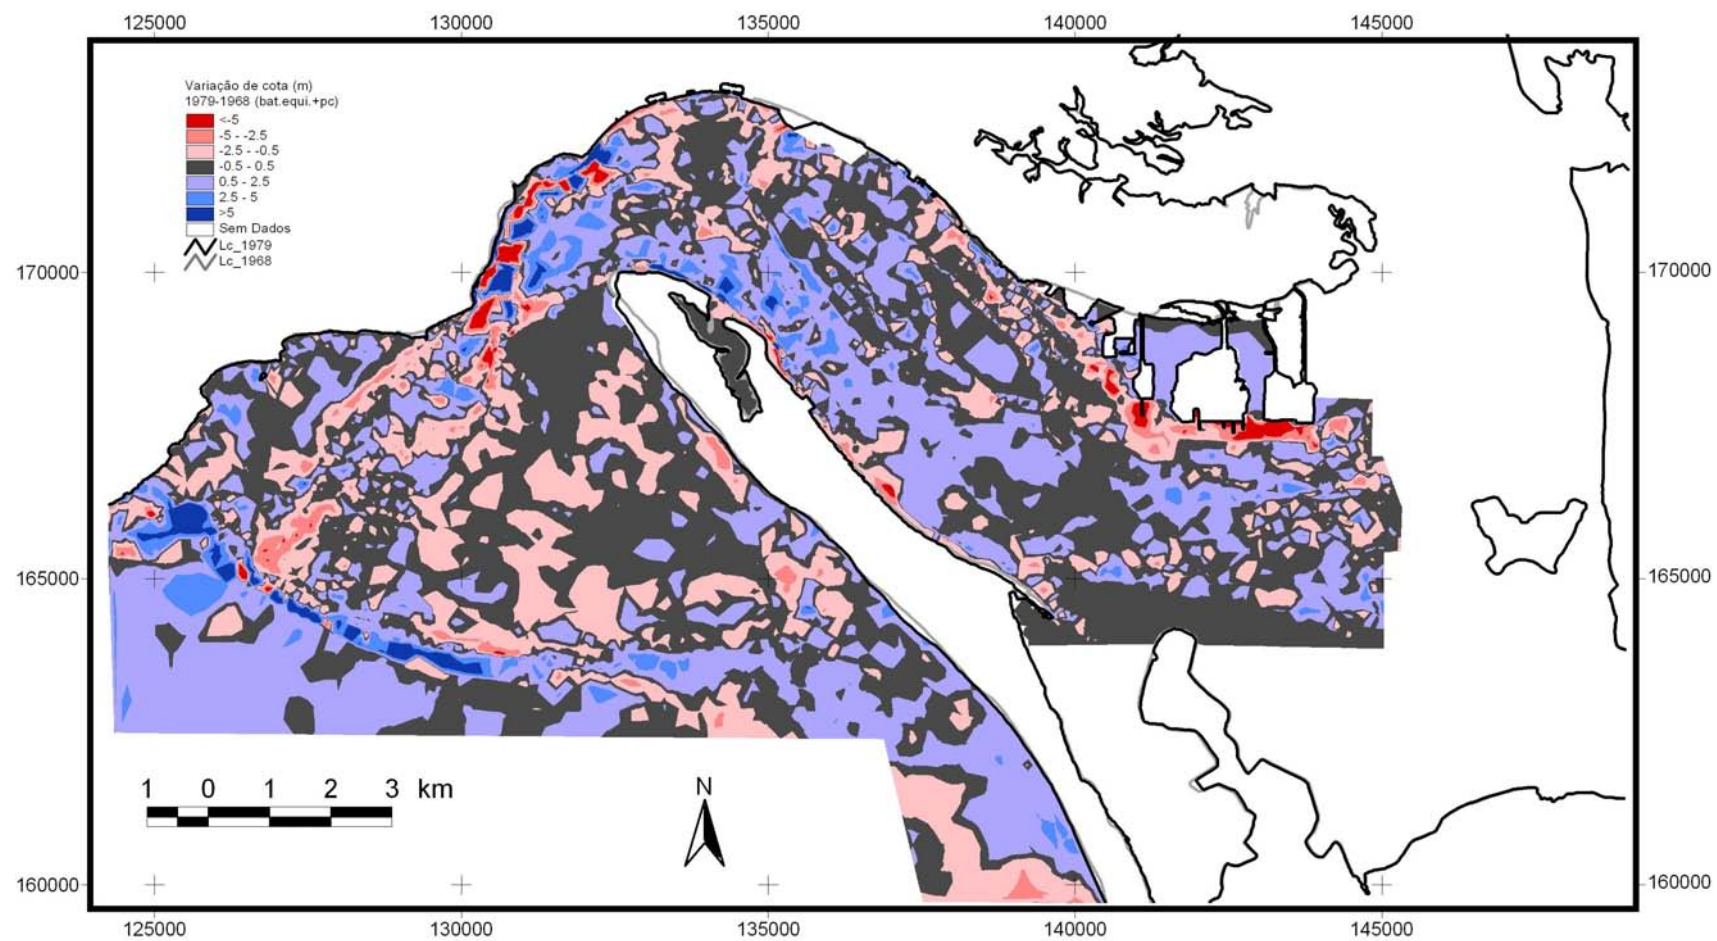 125000 130000 135000 140000 145000
Variação de cota (m)
1979-1968 (bat.equi.+pc)
<-5
-5 - -2.5
-2.5 - -0.5
-0.5 - 0.5
0.5 - 2.5
2.5 - 5
>5
Sem Dados
Lc_1979
Lc_1968
170000 170000
165000 165000
1 0 1 2 3 km
N
160000 160000
125000 130000 135000 140000 145000